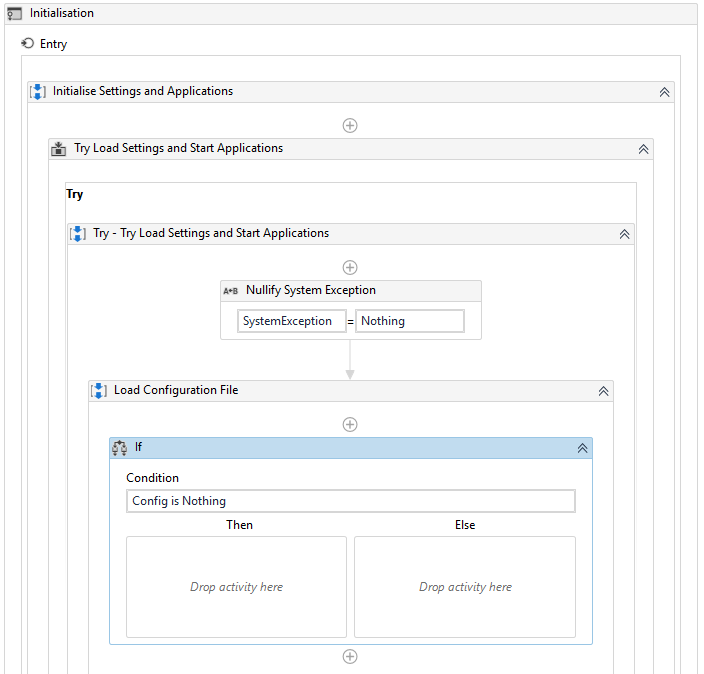 Initialisation
Entry
Initialise Settings and Applications
Try Load Settings and Start Applications
Try
Try - Try Load Settings and Start Applications
A+B Nullify System Exception
SystemException = Nothing
Load Configuration File
If
Condition
Config is Nothing
Then Else
Drop activity here Drop activity here